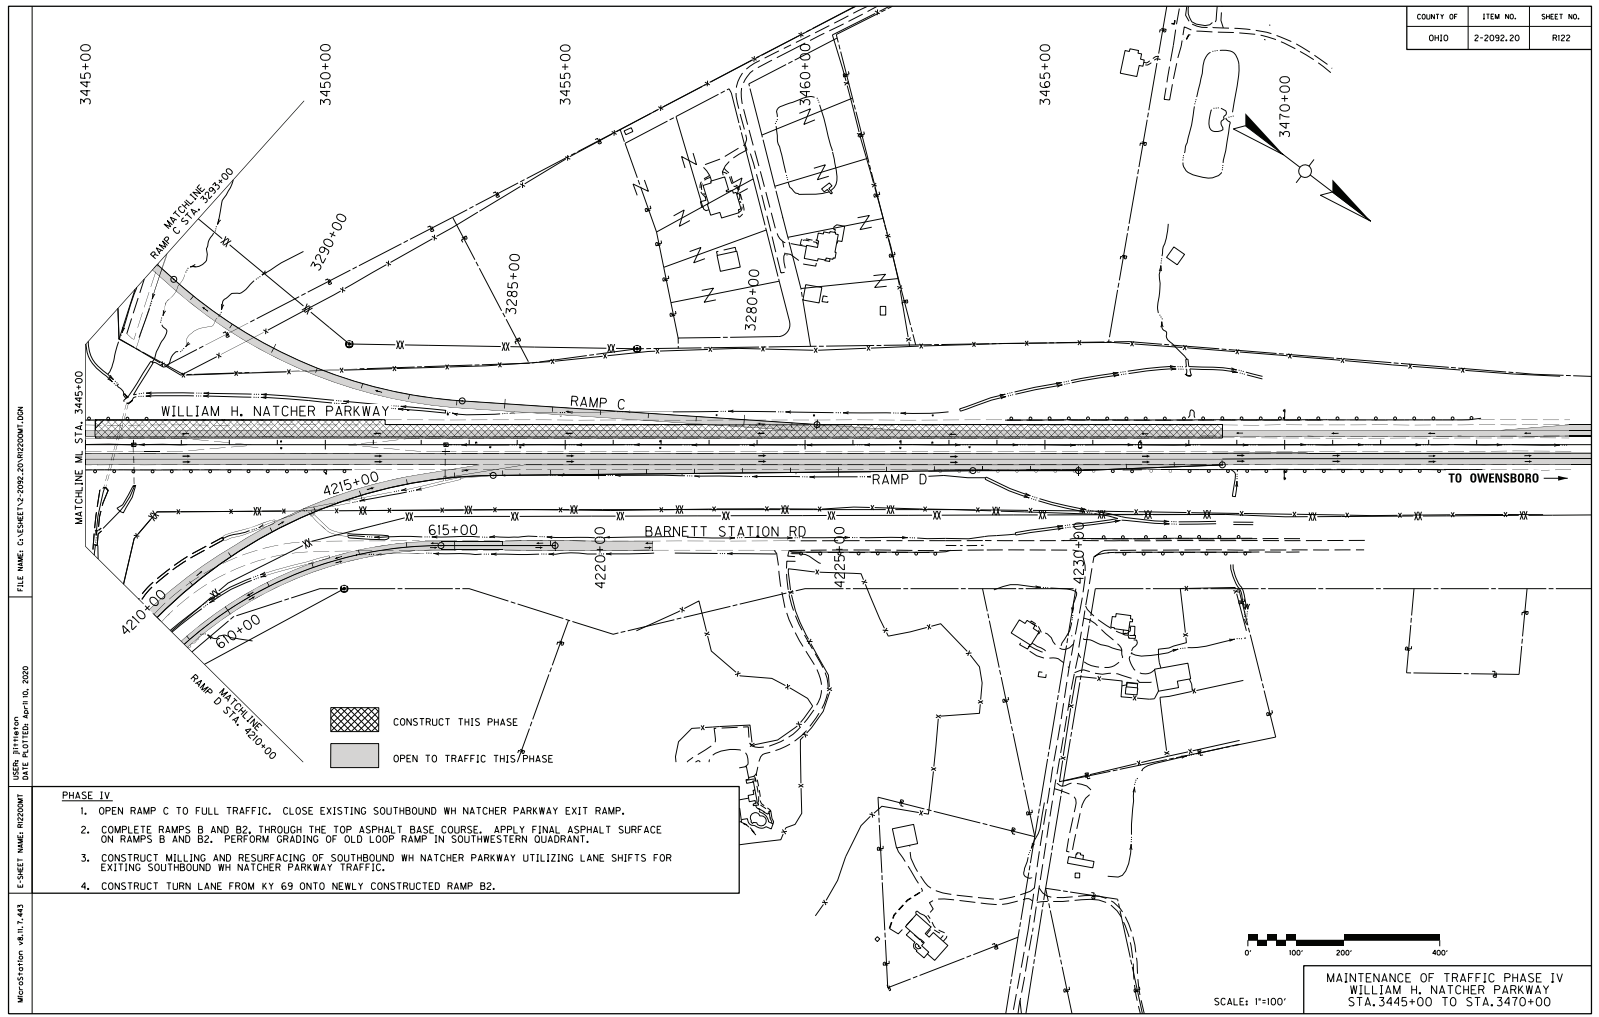 COUNTY OF ITEM NO. SHEET NO.
OHIO 2-2092.20 R122
3445+00
3450+00
3455+00
3460+00
3465+00
3470+00
MATCHLINE
RAMP C STA. 3293+00
3290+00
3285+00
3280+00
RAMP C
WILLIAM H. NATCHER PARKWAY
MATCHLINE ML STA. 3445+00
4215+00
RAMP D
TO OWENSBORO
615+00
BARNETT STATION RD
4220+00
4225+00
4230+00
4210+00
610+00
MATCHLINE
RAMP D STA. 4210+00
CONSTRUCT THIS PHASE
OPEN TO TRAFFIC THIS PHASE
PHASE IV
1. OPEN RAMP C TO FULL TRAFFIC. CLOSE EXISTING SOUTHBOUND WH NATCHER PARKWAY EXIT RAMP.
2. COMPLETE RAMPS B AND B2, THROUGH THE TOP ASPHALT BASE COURSE. APPLY FINAL ASPHALT SURFACE
ON RAMPS B AND B2. PERFORM GRADING OF OLD LOOP RAMP IN SOUTHWESTERN QUADRANT.
3. CONSTRUCT MILLING AND RESURFACING OF SOUTHBOUND WH NATCHER PARKWAY UTILIZING LANE SHIFTS FOR
EXITING SOUTHBOUND WH NATCHER PARKWAY TRAFFIC.
4. CONSTRUCT TURN LANE FROM KY 69 ONTO NEWLY CONSTRUCTED RAMP B2.
0' 100' 200' 400'
SCALE: 1"=100'
MAINTENANCE OF TRAFFIC PHASE IV
WILLIAM H. NATCHER PARKWAY
STA.3445+00 TO STA.3470+00
FILE NAME: G:\ESHEET\2-2092.20\R12200MT.DGN
DATE PLOTTED: April 10, 2020
E-SHEET NAME: R12200MT
MicroStation v8.11.7.443